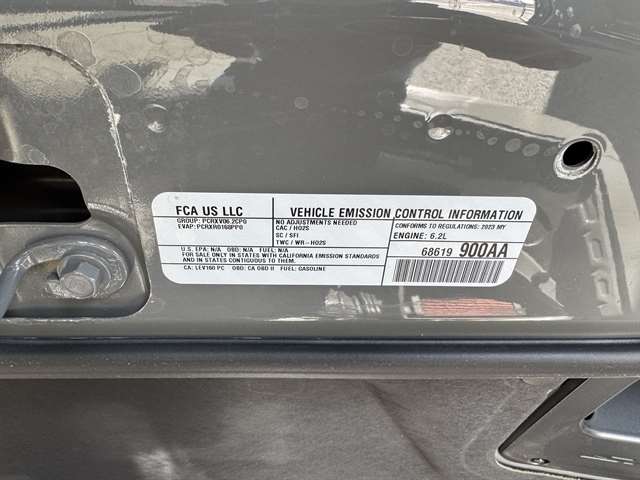 FCA US LLC
GROUP: PCRXV06.2CP0
EVAP: PCRXR0168PP0
VEHICLE EMISSION CONTROL INFORMATION
NO ADJUSTMENTS NEEDED
CAC / HO2S
SC / SFI
TWC / WR-HO2S
CONFORMS TO REGULATIONS: 2023 MY
ENGINE: 6.2L
68619 900AA
U.S. EPA: N/A OBD: N/A FUEL: N/A
FOR SALE ONLY IN STATES WITH CALIFORNIA EMISSION STANDARDS
AND STATES CONTIGUOUS TO THEM.
CA: LEV160 PC OBD: CA OBD II FUEL: GASOLINE